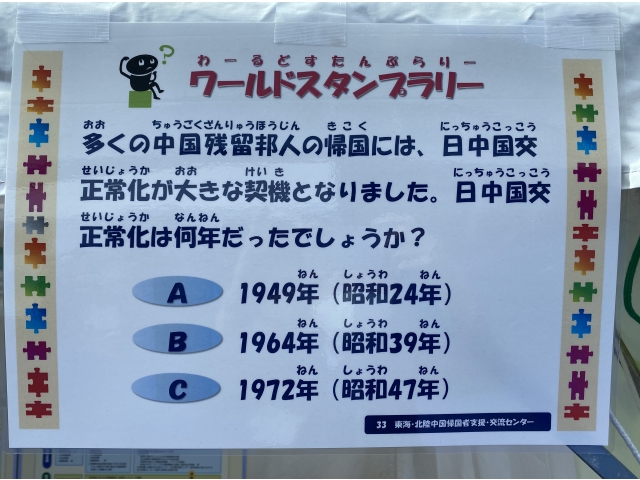 ?
わーるどすたんぷらりー
ワールドスタンプラリー
おお ちゅうごくざんりゅうほうじん きこく にっちゅうこっこう
多くの中国残留邦人の帰国には、日中国交
せいじょうか おお けいき にっちゅうこっこう
正常化が大きな契機となりました。日中国交
せいじょうか なんねん
正常化は何年だったでしょうか？
ねん しょうわ ねん
A 1949年（昭和24年）
ねん しょうわ ねん
B 1964年（昭和39年）
ねん しょうわ ねん
C 1972年（昭和47年）
33 東海・北陸中国帰国者支援・交流センター